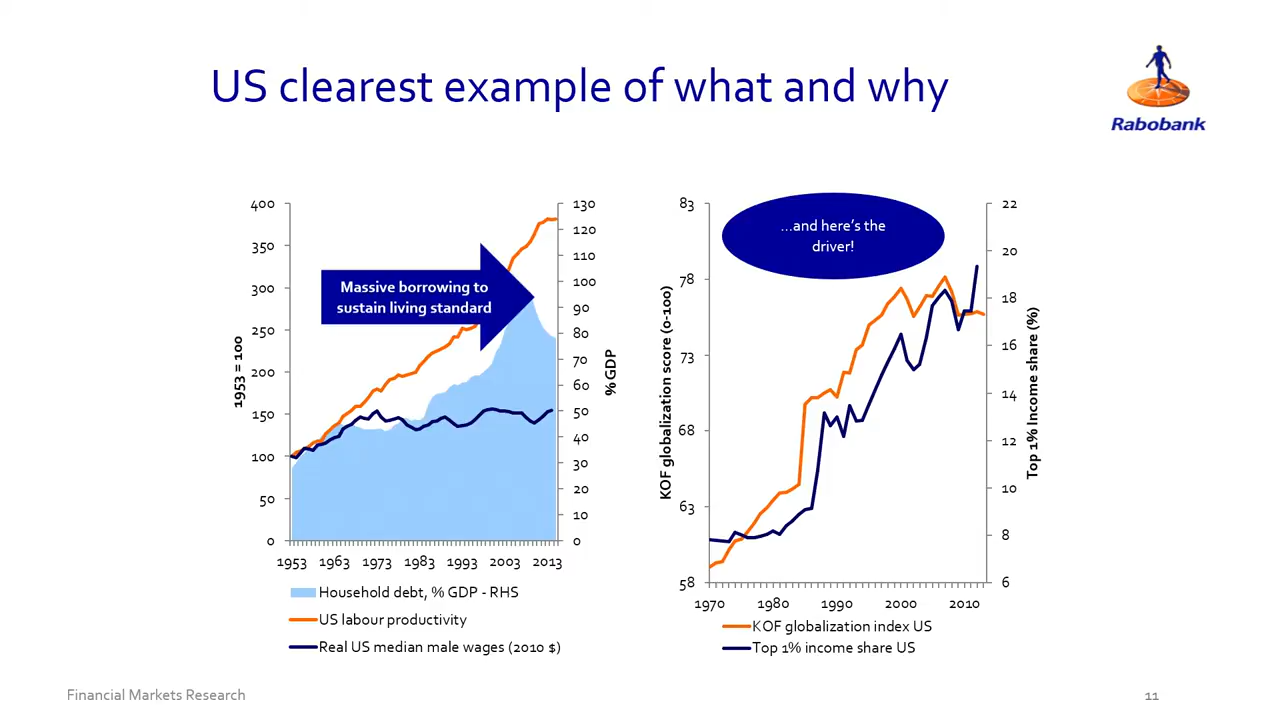 US clearest example of what and why
Rabobank
400
350
300
250
200
150
100
50
0
1953 = 100
130
120
110
100
90
80
70
60
50
40
30
20
10
0
% GDP
Massive borrowing to
sustain living standard
1953 1963 1973 1983 1993 2003 2013
Household debt, % GDP - RHS
US labour productivity
Real US median male wages (2010 $)
83
78
73
68
63
58
KOF globalization score (0-100)
22
20
18
16
14
12
10
8
6
Top 1% Income share (%)
...and here's the
driver!
1970 1980 1990 2000 2010
KOF globalization index US
Top 1% income share US
Financial Markets Research
11